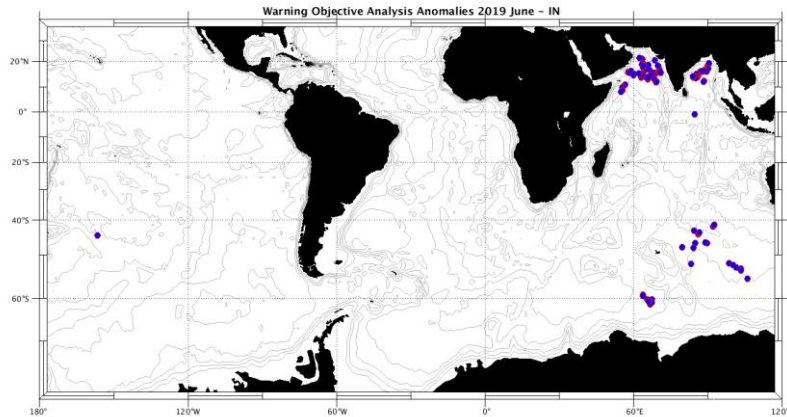 Warning Objective Analysis Anomalies 2019 June - IN
20°N
0°
20°S
40°S
60°S
180°
120°W
60°W
0°
60°E
120°E